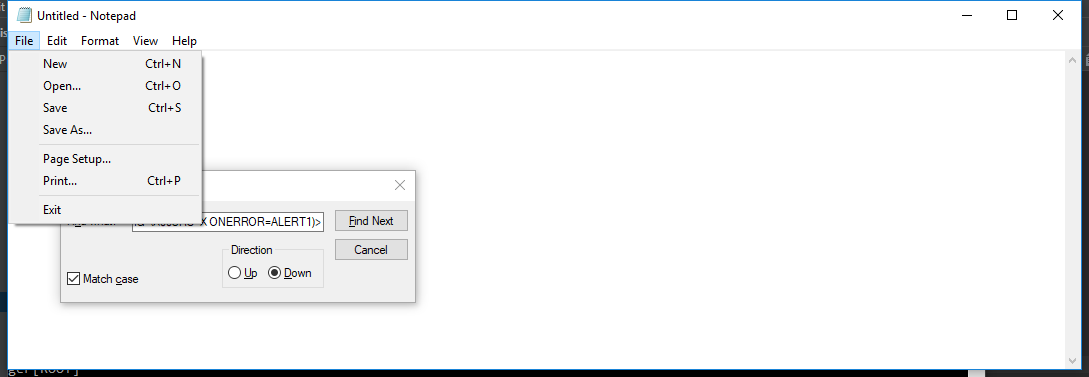 Untitled - Notepad
File Edit Format View Help
New Ctrl+N
Open... Ctrl+O
Save Ctrl+S
Save As...
Page Setup...
Print... Ctrl+P
Exit
X ONERROR=ALERT1)>
Find Next
Cancel
Direction
Up Down
Match case